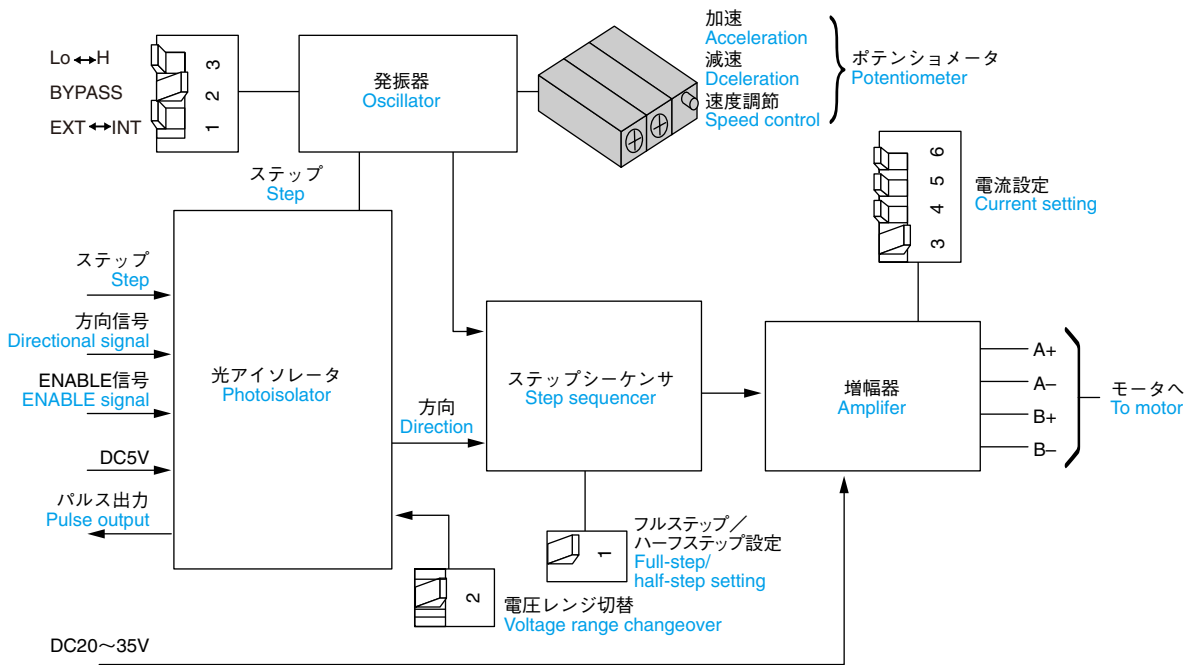 Lo↔H
BYPASS
EXT↔INT
3
2
1
発振器
Oscillator
加速
Acceleration
減速
Dceleration
速度調節
Speed control
ポテンショメータ
Potentiometer
ステップ
Step
6
5
4
3
電流設定
Current setting
ステップ
Step
方向信号
Directional signal
ENABLE信号
ENABLE signal
DC5V
パルス出力
Pulse output
光アイソレータ
Photoisolator
方向
Direction
ステップシーケンサ
Step sequencer
増幅器
Amplifer
A+
A−
B+
B−
モータへ
To motor
1
フルステップ／
ハーフステップ設定
Full-step/
half-step setting
2
電圧レンジ切替
Voltage range changeover
DC20〜35V